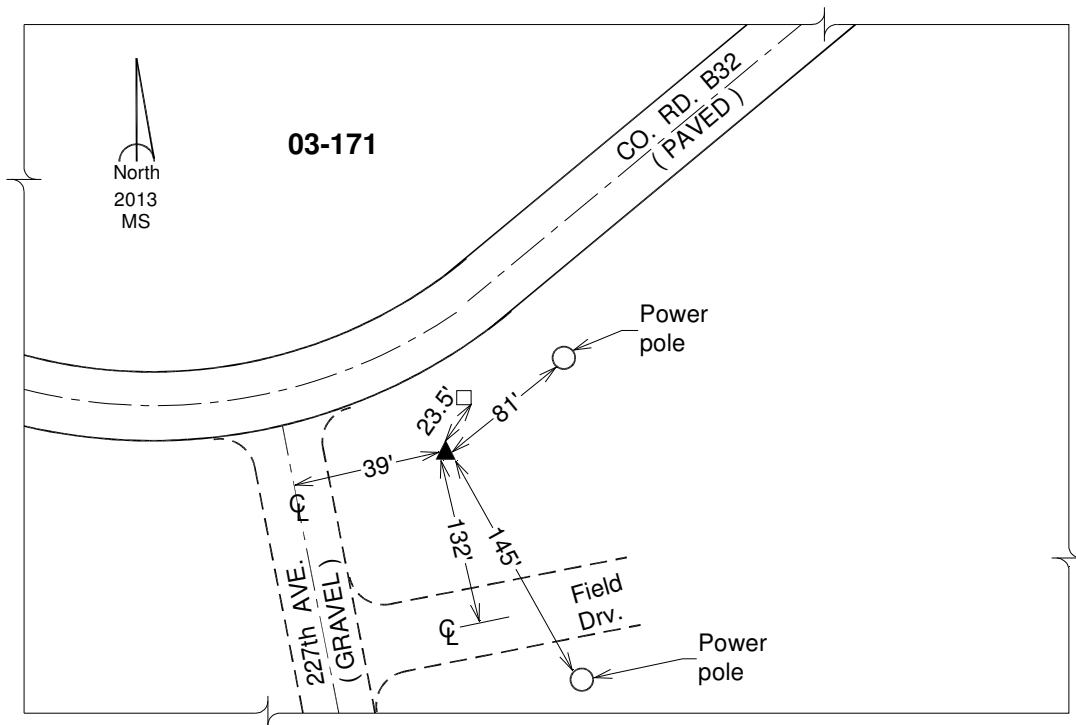 CO. RD. B32
( PAVED )
03-171
North
2013
MS
Power
pole
23.5'
81'
39'
℄
132'
145'
227th AVE.
( GRAVEL )
Field
Drv.
℄
Power
pole